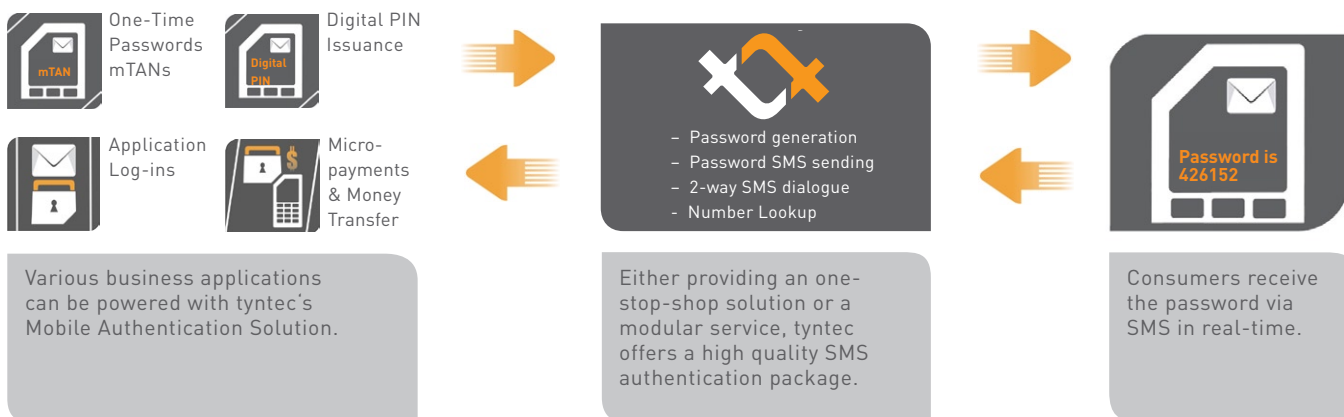 One-Time
Passwords
mTANs
mTAN
Digital PIN
Issuance
Digital
PIN
Application
Log-ins
Micro-
payments
& Money
Transfer
$
Various business applications
can be powered with tyntec‘s
Mobile Authentication Solution.
– Password generation
– Password SMS sending
– 2-way SMS dialogue
- Number Lookup
Either providing an one-
stop-shop solution or a
modular service, tyntec
offers a high quality SMS
authentication package.
Password is
426152
Consumers receive
the password via
SMS in real-time.